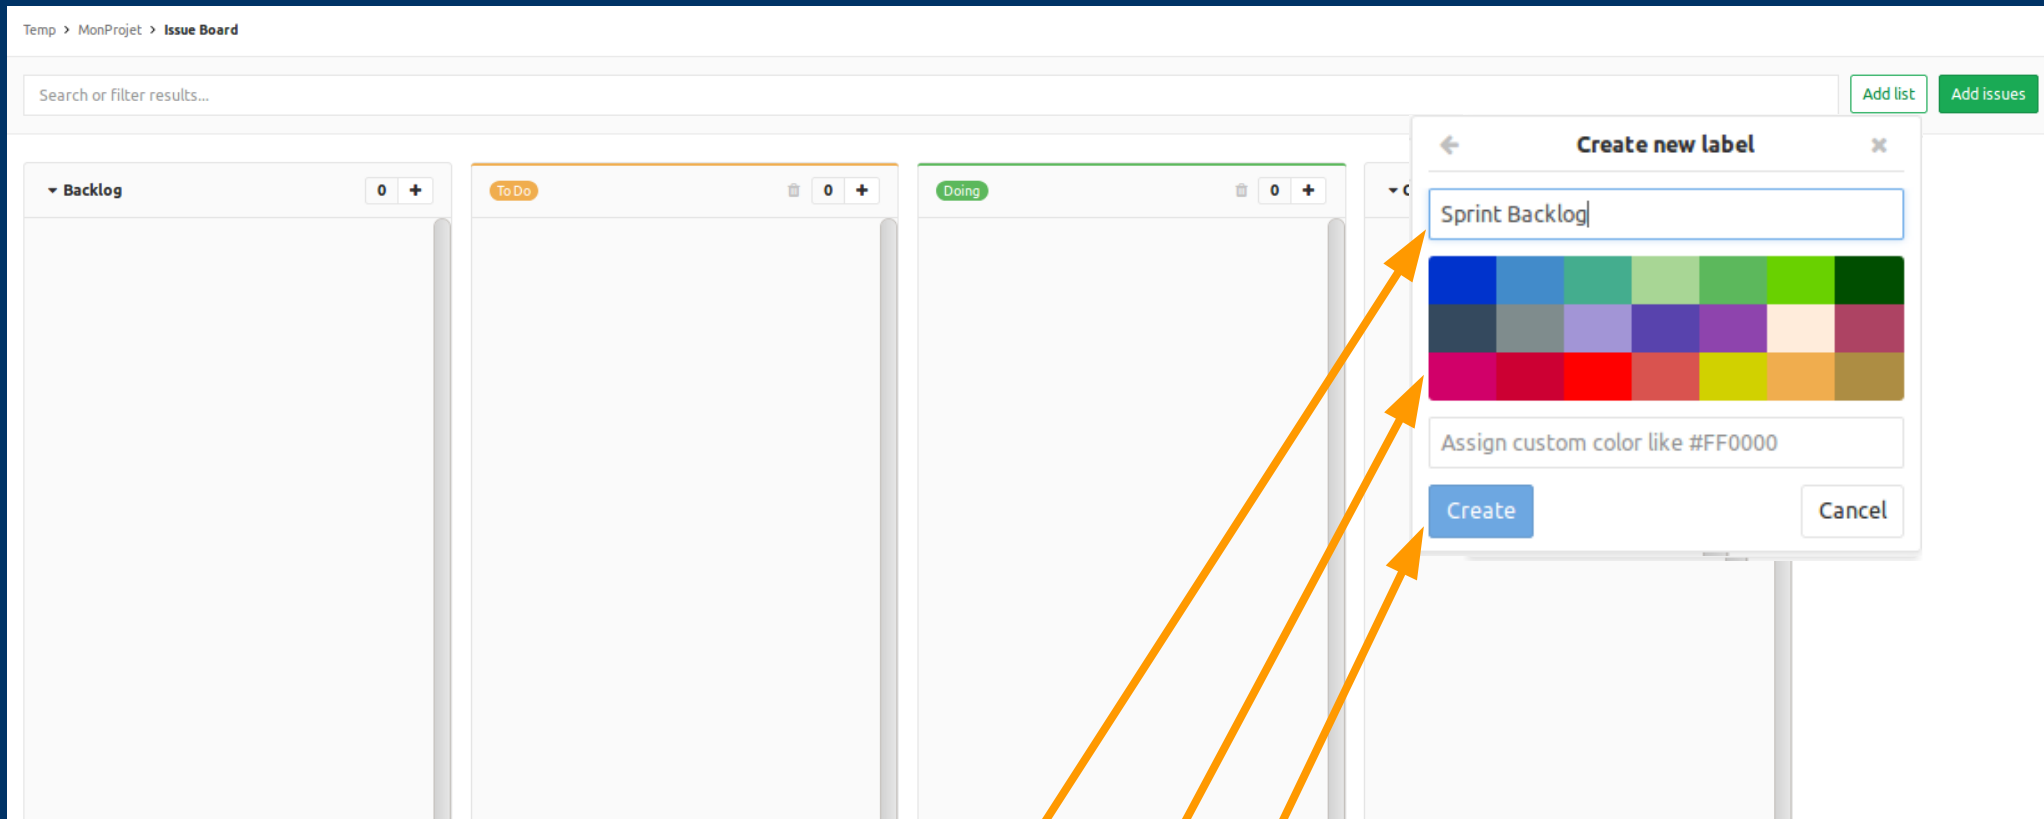 Temp > MonProjet > Issue Board
Search or filter results...
Add list
Add issues
Create new label
Backlog 0 +
To Do 0 +
Doing 0 +
C
Sprint Backlog
Assign custom color like #FF0000
Create
Cancel